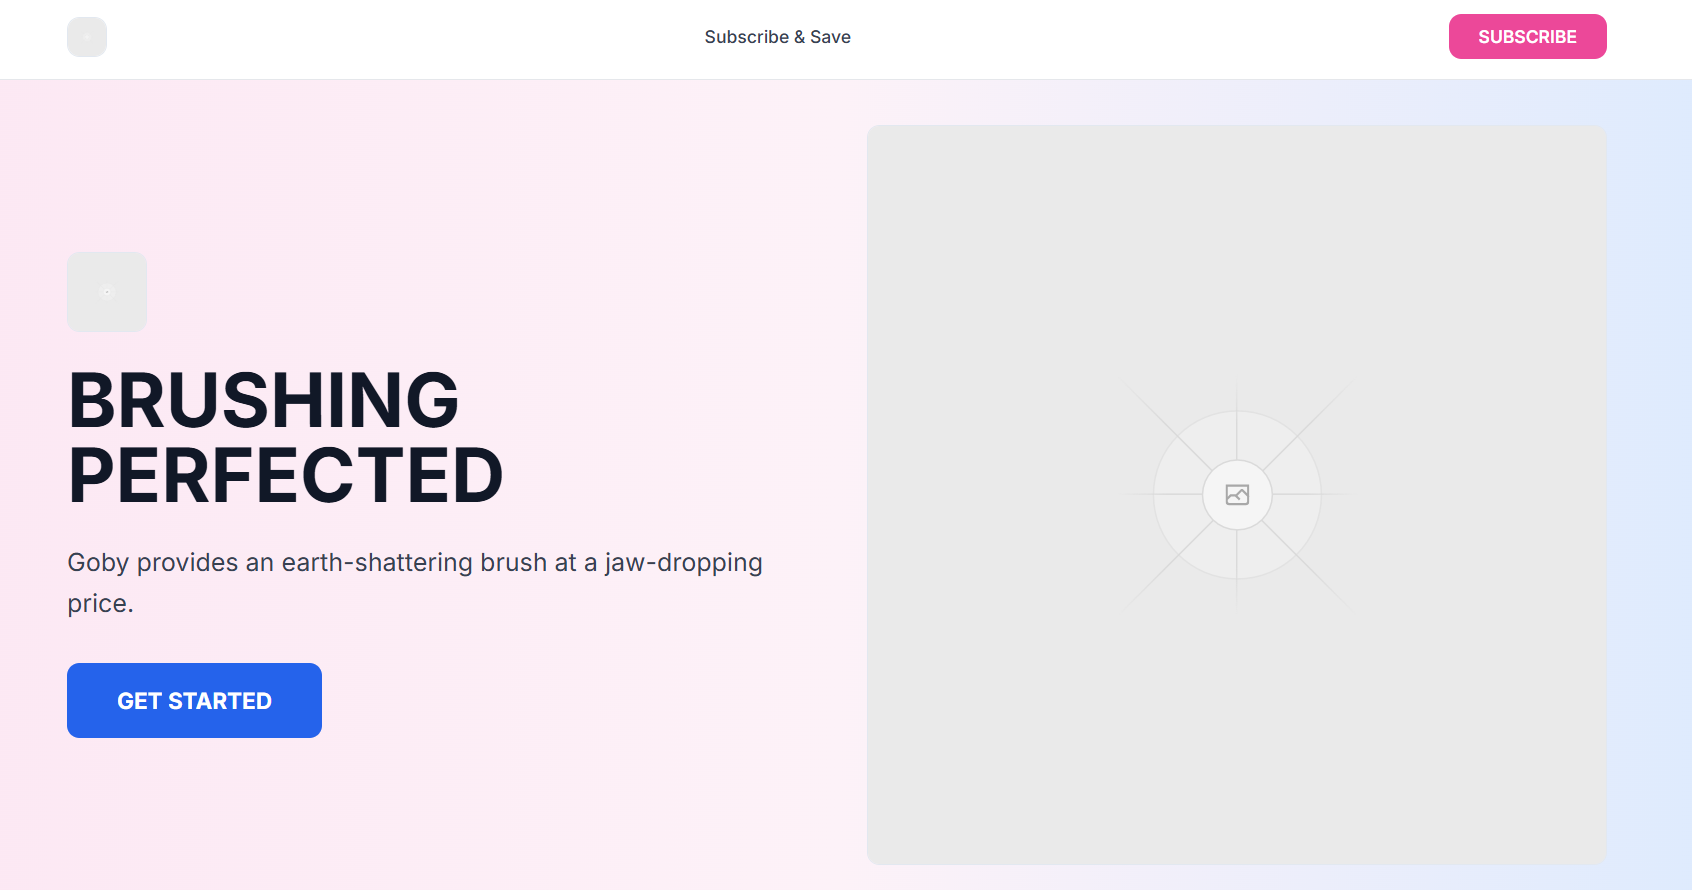 Subscribe & Save
SUBSCRIBE
BRUSHING
PERFECTED
Goby provides an earth-shattering brush at a jaw-dropping
price.
GET STARTED